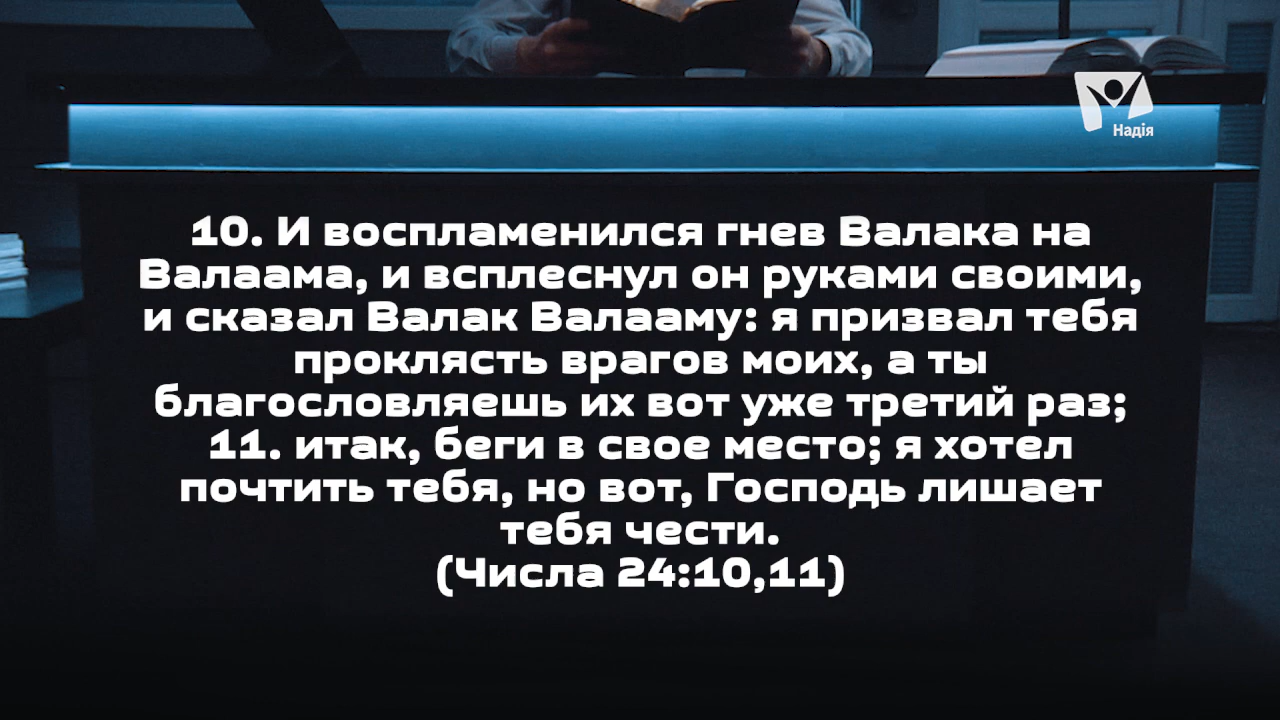 Надія
10. И воспламенился гнев Валака на
Валаама, и всплеснул он руками своими,
и сказал Валак Валааму: я призвал тебя
проклясть врагов моих, а ты
благословляешь их вот уже третий раз;
11. итак, беги в свое место; я хотел
почтить тебя, но вот, Господь лишает
тебя чести.
(Числа 24:10,11)